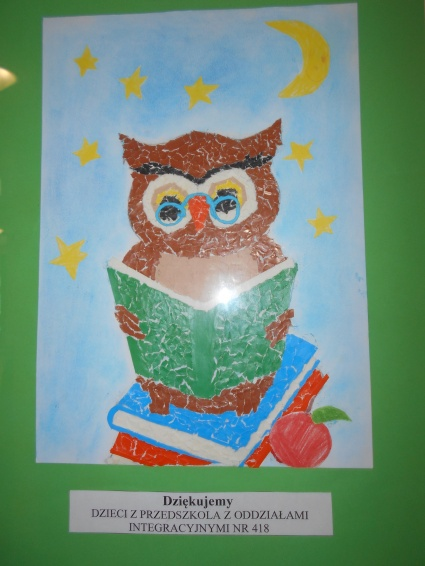 Dziękujemy
DZIECI Z PRZEDSZKOLA Z ODDZIAŁAMI
INTEGRACYJNYMI NR 418